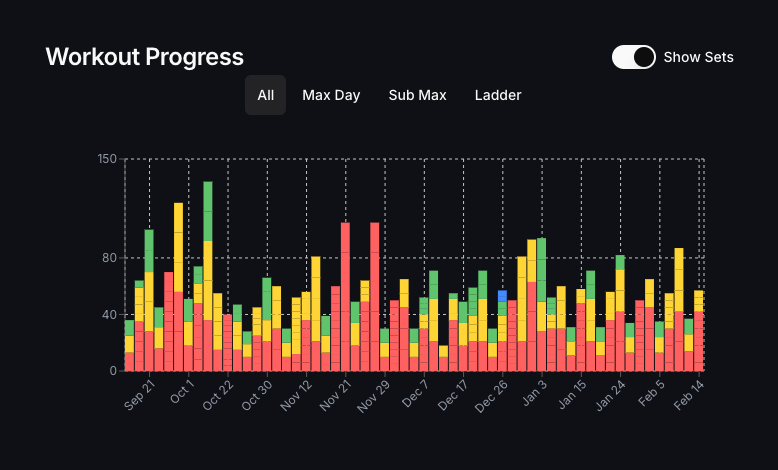 Workout Progress
Show Sets
All Max Day Sub Max Ladder
150
80
40
0
Sep 21 Oct 1 Oct 22 Oct 30 Nov 12 Nov 21 Nov 29 Dec 7 Dec 17 Dec 26 Jan 3 Jan 15 Jan 24 Feb 5 Feb 14